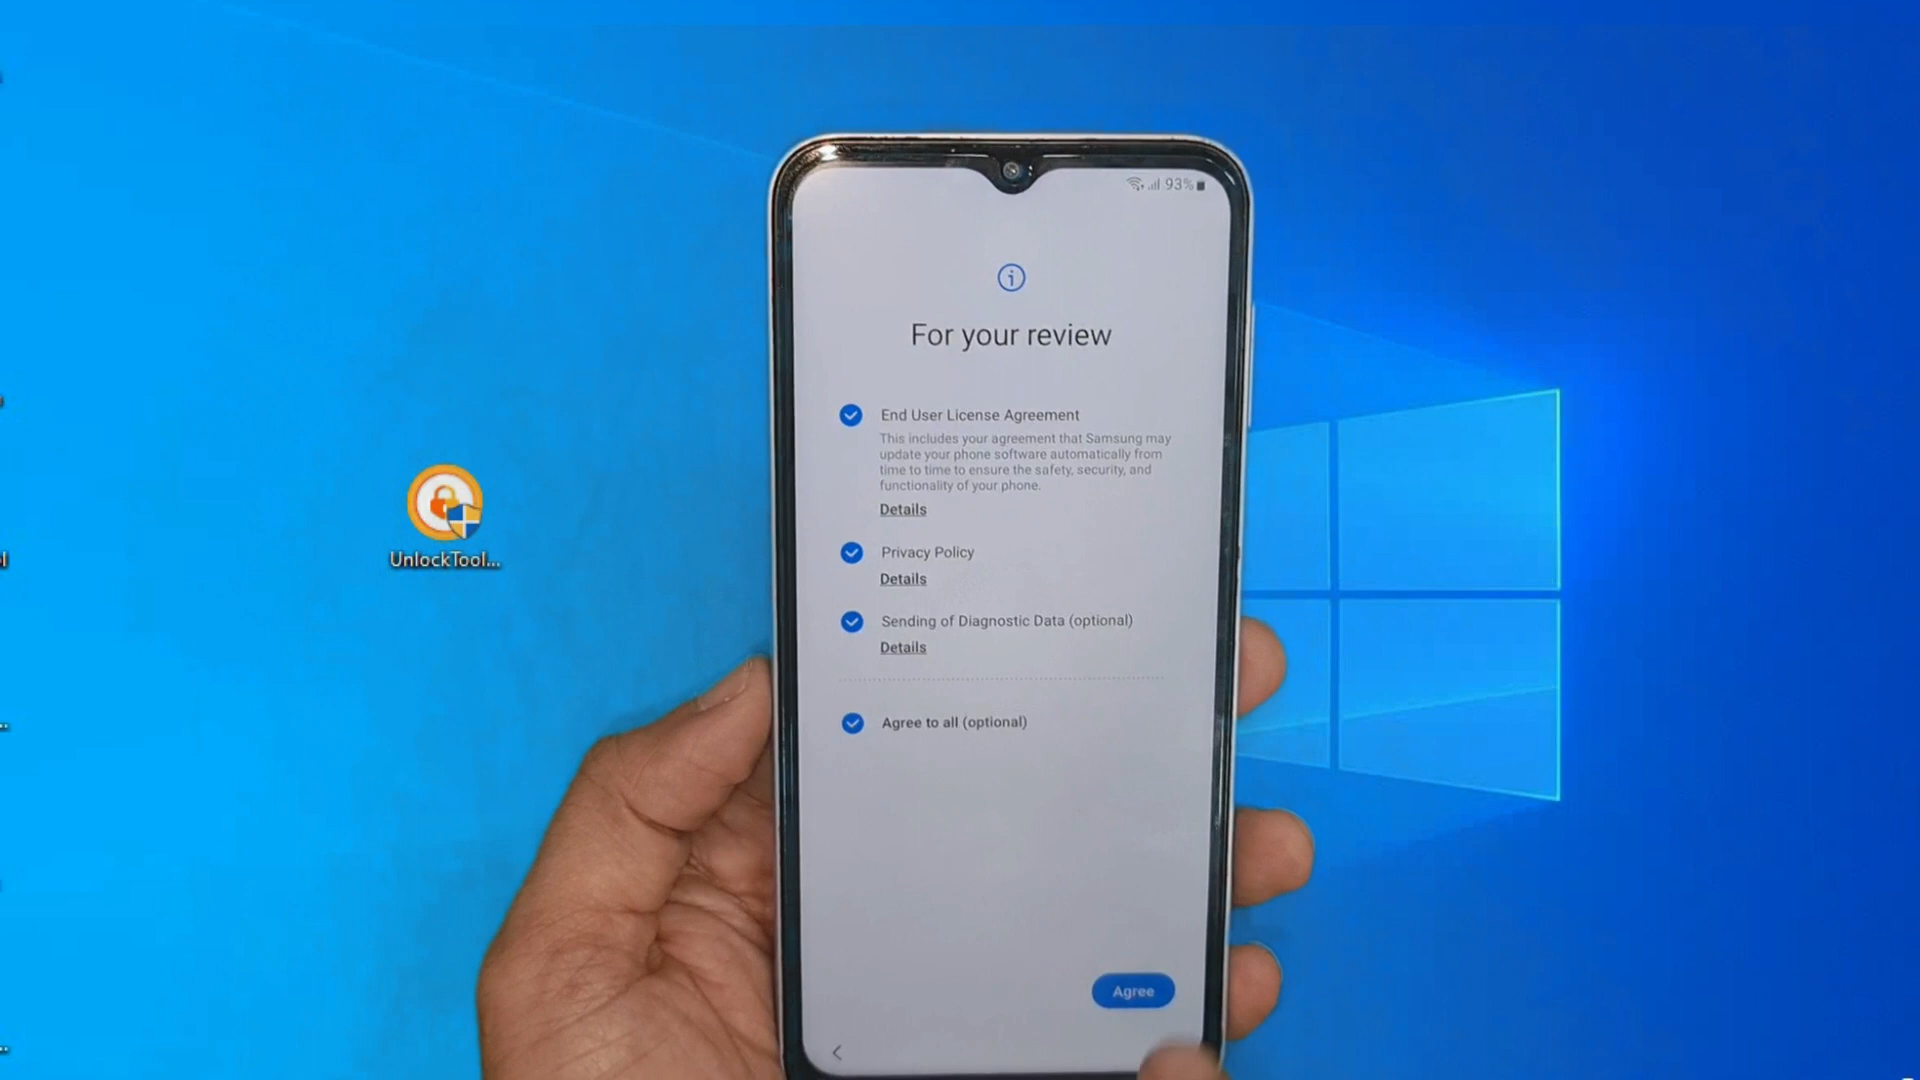 93%
For your review
End User License Agreement
This includes your agreement that Samsung may
update your phone software automatically from
time to time to ensure the safety, security, and
functionality of your phone.
Details
Privacy Policy
Details
Sending of Diagnostic Data (optional)
Details
Agree to all (optional)
Agree
UnlockTool...